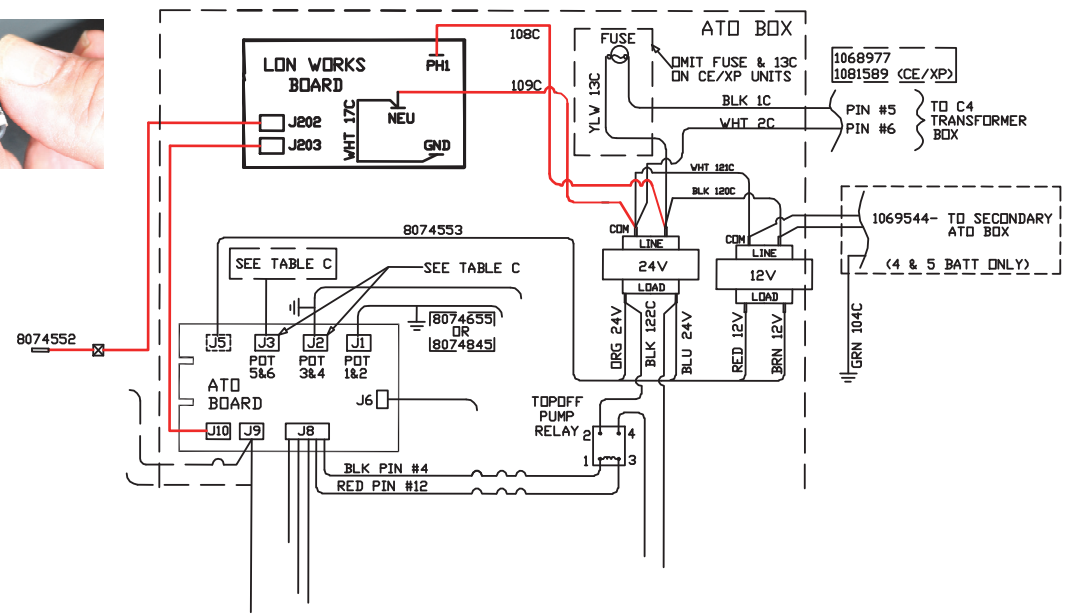 ATO BOX
108C
PH1
LON WORKS
BOARD
109C
J202
J203
WHT 17C
NEU
GND
FUSE
OMIT FUSE & 13C
ON CE/XP UNITS
YLW 13C
BLK 1C
WHT 2C
1068977
1081589 (CE/XP)
PIN #5
PIN #6
TO C4
TRANSFORMER
BOX
WHT 121C
BLK 120C
1069544- TO SECONDARY
ATO BOX
(4 & 5 BATT ONLY)
GRN 104C
COM
LINE
24V
LOAD
COM
LINE
12V
LOAD
ORG 24V
BLK 122C
BLU 24V
RED 12V
BRN 12V
8074553
SEE TABLE C
SEE TABLE C
8074655
OR
8074845
8074552
J5
J3
J2
J1
POT
5&6
POT
3&4
POT
1&2
ATO
BOARD
J6
J10
J9
J8
TOPOFF
PUMP
RELAY
2
4
1
3
BLK PIN #4
RED PIN #12